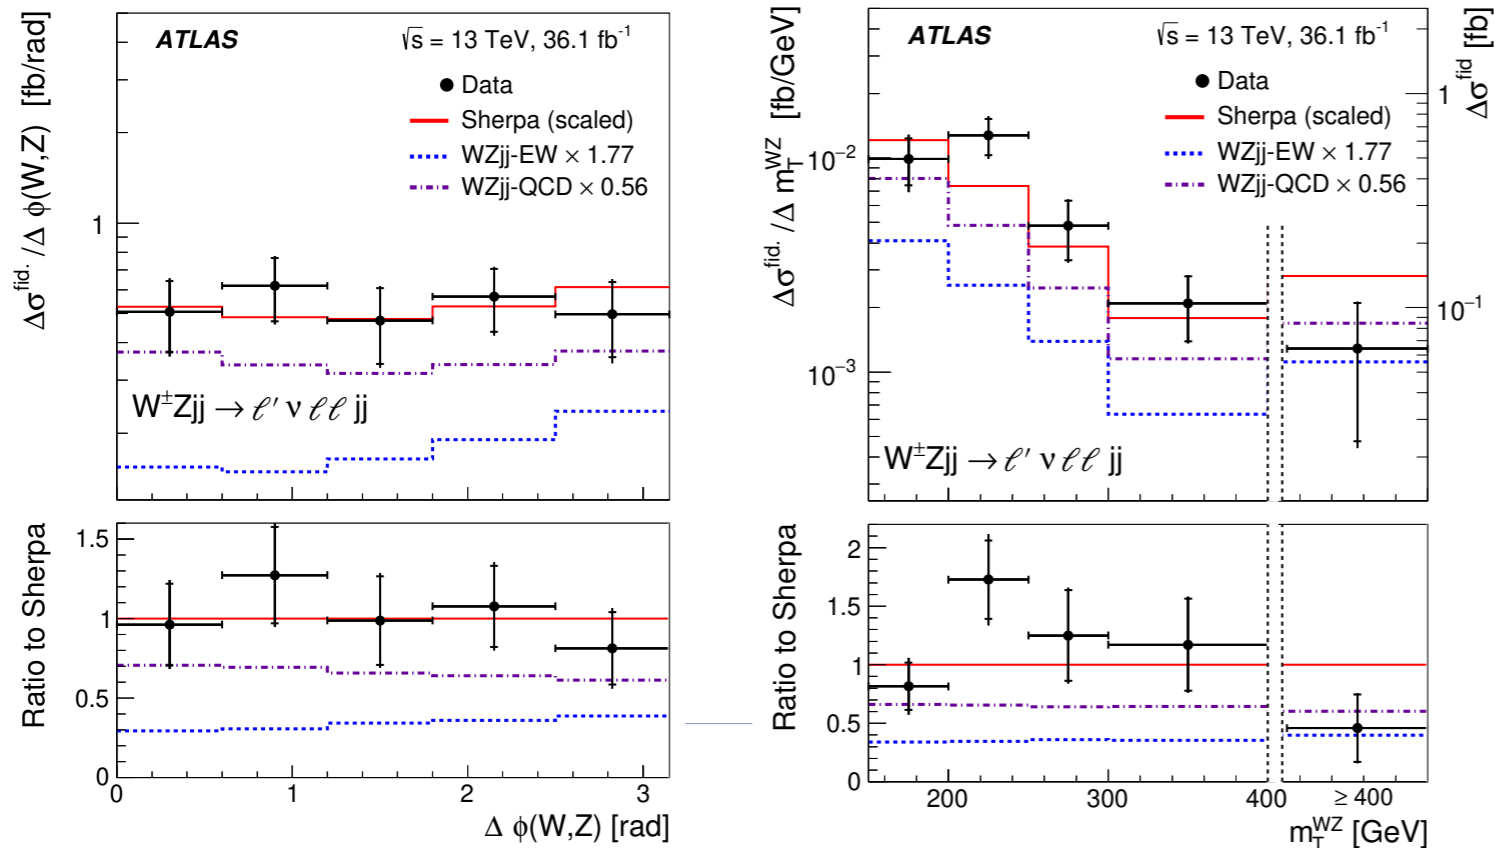 ATLAS
√s = 13 TeV, 36.1 fb⁻¹
Data
Sherpa (scaled)
WZjj-EW × 1.77
WZjj-QCD × 0.56
Δσ^fid. / Δ φ(W,Z) [fb/rad]
1
W±Zjj → ℓ′ ν ℓℓ jj
Ratio to Sherpa
1.5
1
0.5
0
0 1 2 3
Δ φ(W,Z) [rad]
ATLAS
√s = 13 TeV, 36.1 fb⁻¹
Data
Sherpa (scaled)
WZjj-EW × 1.77
WZjj-QCD × 0.56
Δσ^fid. / Δ m_T^WZ [fb/GeV]
10⁻²
10⁻³
Δσ^fid [fb]
1
10⁻¹
W±Zjj → ℓ′ ν ℓℓ jj
Ratio to Sherpa
2
1.5
1
0.5
0
200 300 400 ≥ 400
m_T^WZ [GeV]